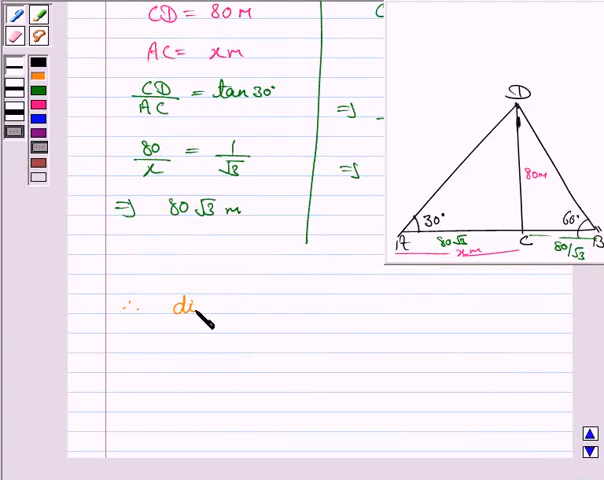 CD = 80 M
AC = x m
CD/AC = tan 30°
80/x = 1/√3
⇒ 80 √3 m
C
⇒
⇒
D
80M
30°
60°
A
80√3
C
80/√3
B
x m
∴ di